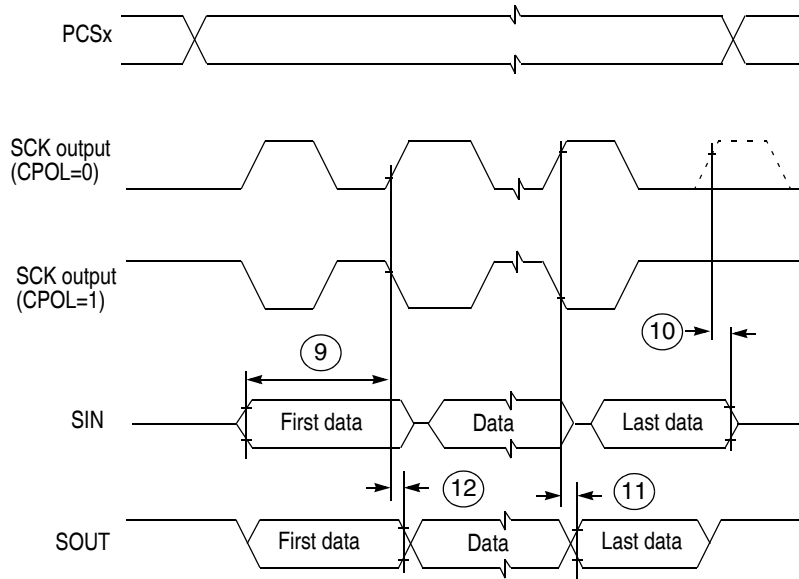 PCSx
SCK output
(CPOL=0)
SCK output
(CPOL=1)
10
9
SIN
First data
Data
Last data
12
11
SOUT
First data
Data
Last data